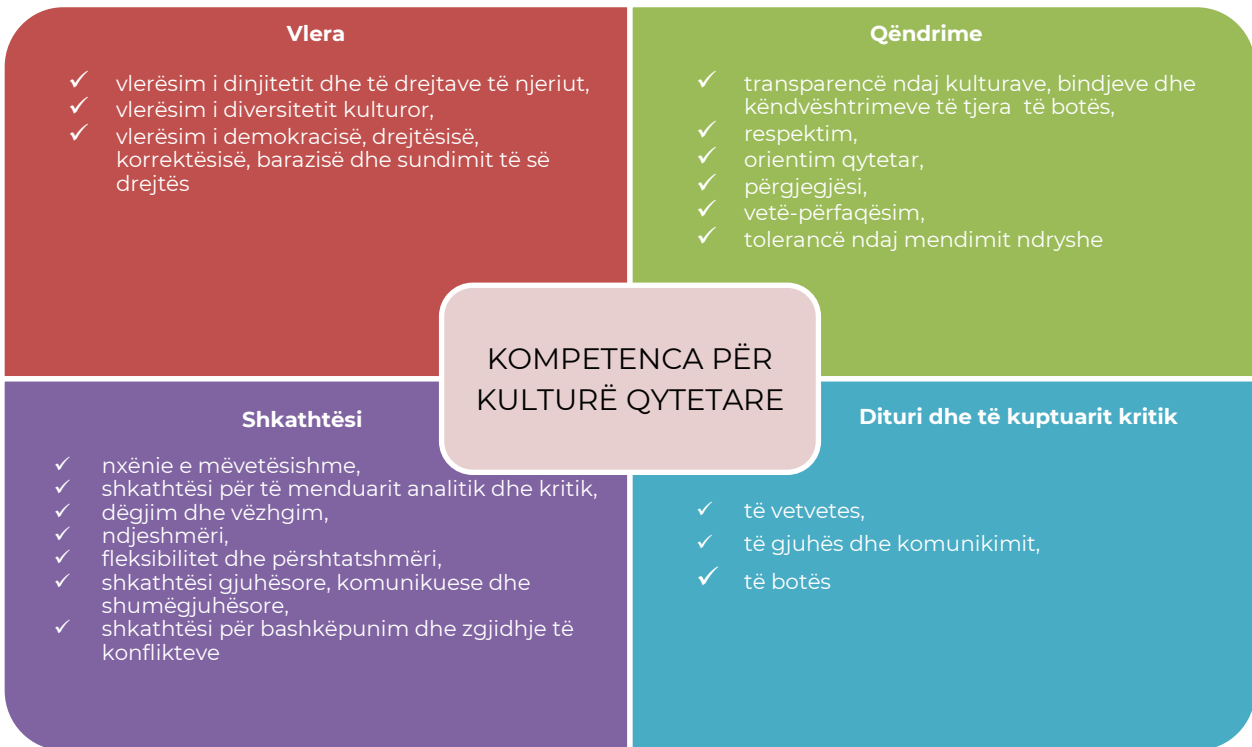 Vlera
✓ vlerësim i dinjitetit dhe të drejtave të njeriut,
✓ vlerësim i diversitetit kulturor,
✓ vlerësim i demokracisë, drejtësisë,
korrektësisë, barazisë dhe sundimit të së
drejtës
Qëndrime
✓ transparencë ndaj kulturave, bindjeve dhe
këndvështrimeve të tjera të botës,
✓ respektim,
✓ orientim qytetar,
✓ përgjegjësi,
✓ vetë-përfaqësim,
✓ tolerancë ndaj mendimit ndryshe
KOMPETENCA PËR
KULTURË QYTETARE
Shkathtësi
✓ nxënie e mëvetësishme,
✓ shkathtësi për të menduarit analitik dhe kritik,
✓ dëgjim dhe vëzhgim,
✓ ndjeshmëri,
✓ fleksibilitet dhe përshtatshmëri,
✓ shkathtësi gjuhësore, komunikuese dhe
shumëgjuhësore,
✓ shkathtësi për bashkëpunim dhe zgjidhje të
konflikteve
Dituri dhe të kuptuarit kritik
✓ të vetvetes,
✓ të gjuhës dhe komunikimit,
✓ të botës